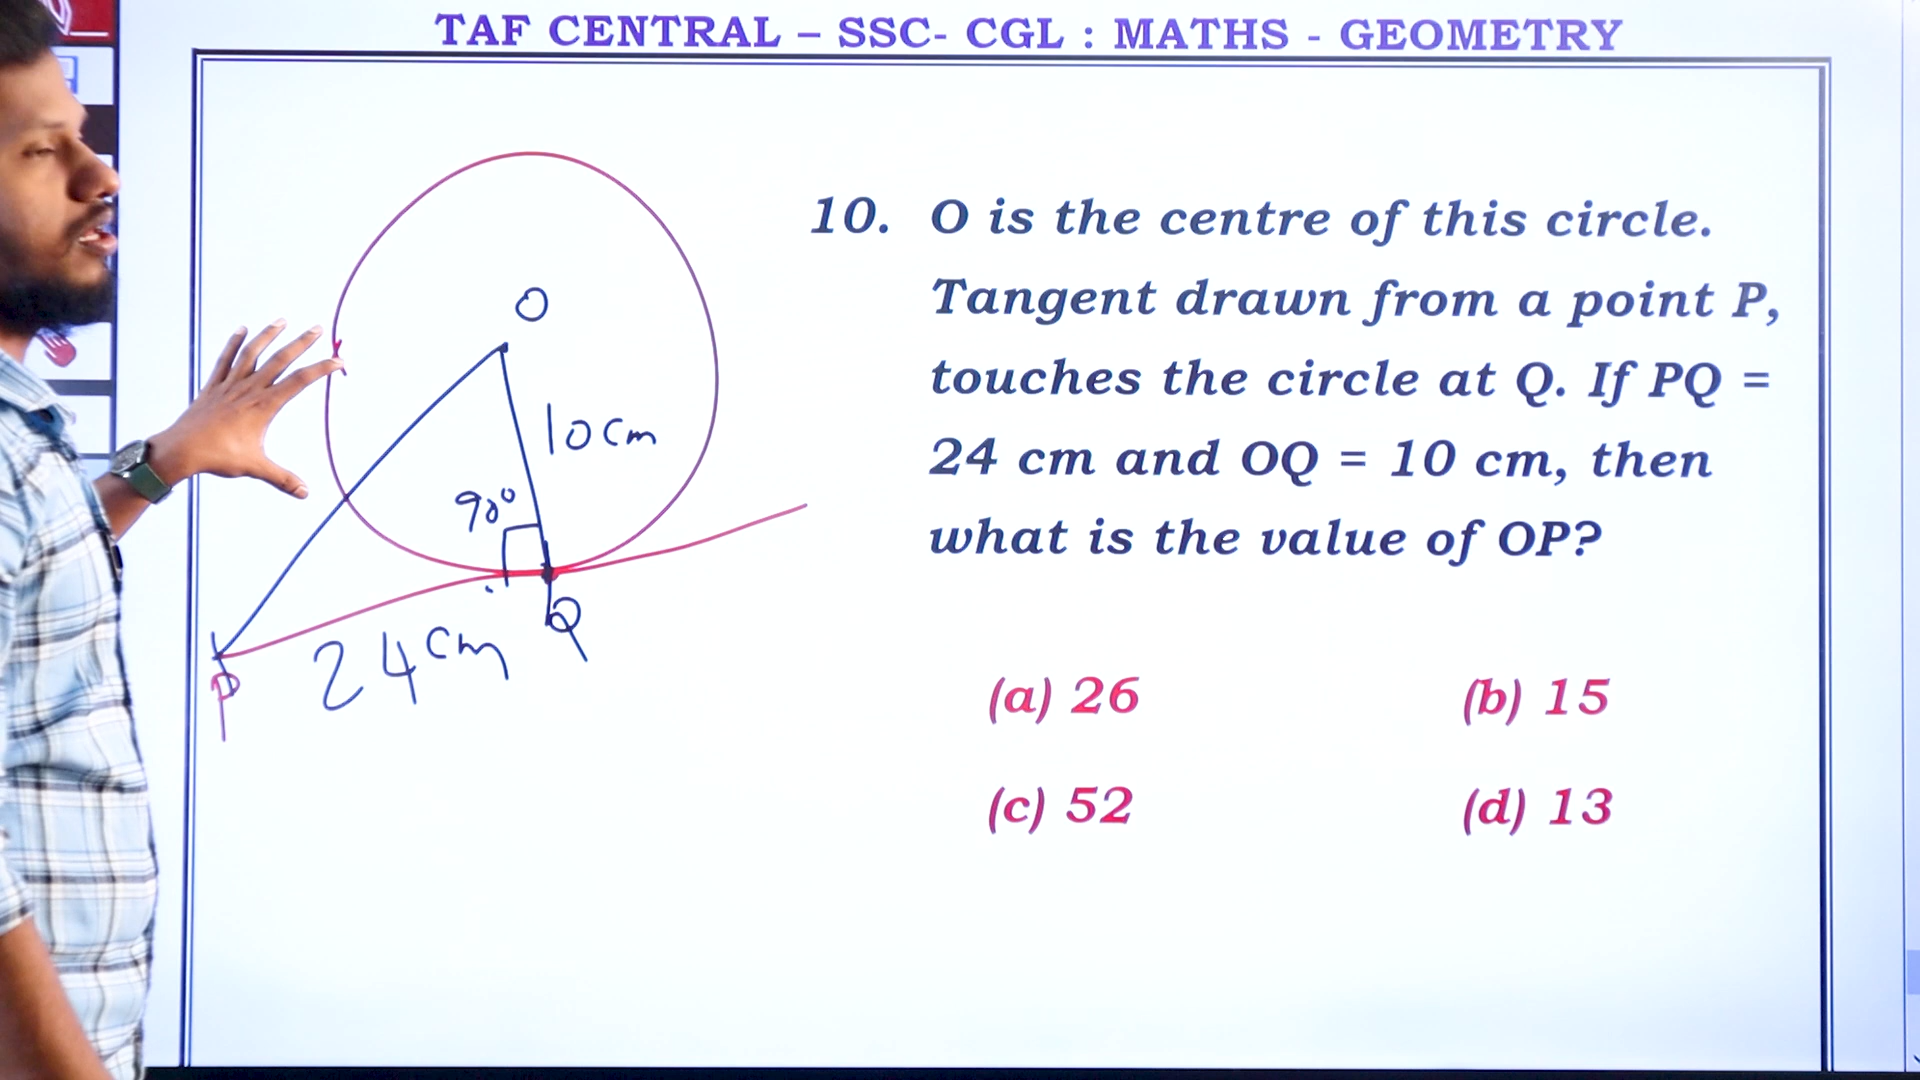 TAF CENTRAL – SSC- CGL : MATHS - GEOMETRY
10. O is the centre of this circle.
Tangent drawn from a point P,
touches the circle at Q. If PQ =
24 cm and OQ = 10 cm, then
what is the value of OP?
(a) 26 (b) 15
(c) 52 (d) 13
O
10cm
90°
Q
24cm
P